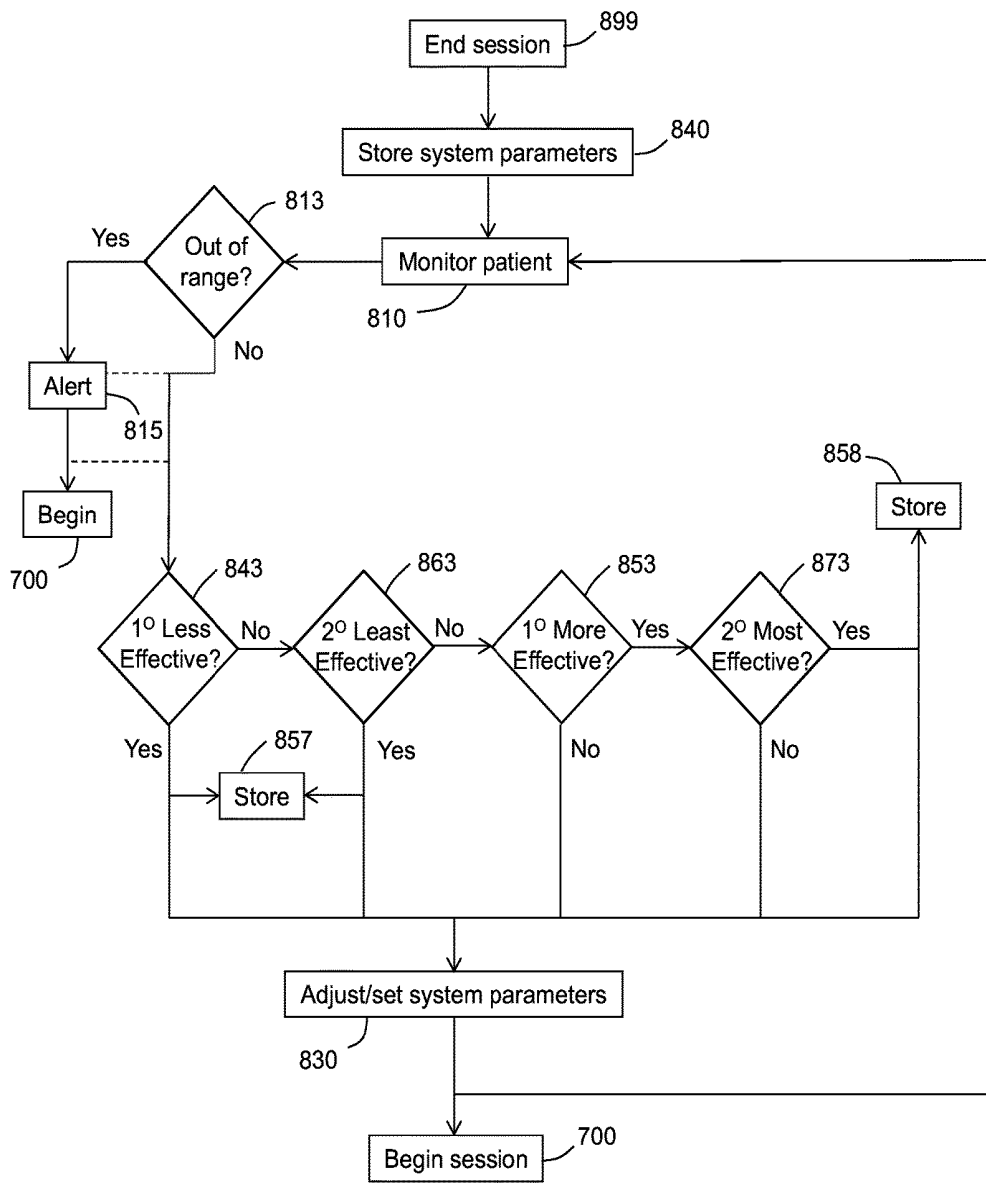 End session
899
Store system parameters
840
813
Yes
Out of
range?
Monitor patient
810
No
Alert
815
858
Store
Begin
700
843
863
853
873
1º Less
Effective?
No
2º Least
Effective?
No
1º More
Effective?
Yes
2º Most
Effective?
Yes
Yes
857
Yes
No
No
Store
Adjust/set system parameters
830
700
Begin session